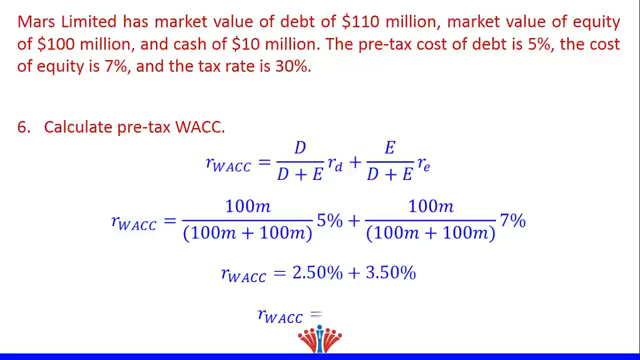 Mars Limited has market value of debt of $110 million, market value of equity
of $100 million, and cash of $10 million. The pre-tax cost of debt is 5%, the cost
of equity is 7%, and the tax rate is 30%.
6. Calculate pre-tax WACC.
r_WACC = D/(D + E) r_d + E/(D + E) r_e
r_WACC = 100m/(100m + 100m) 5% + 100m/(100m + 100m) 7%
r_WACC = 2.50% + 3.50%
r_WACC =